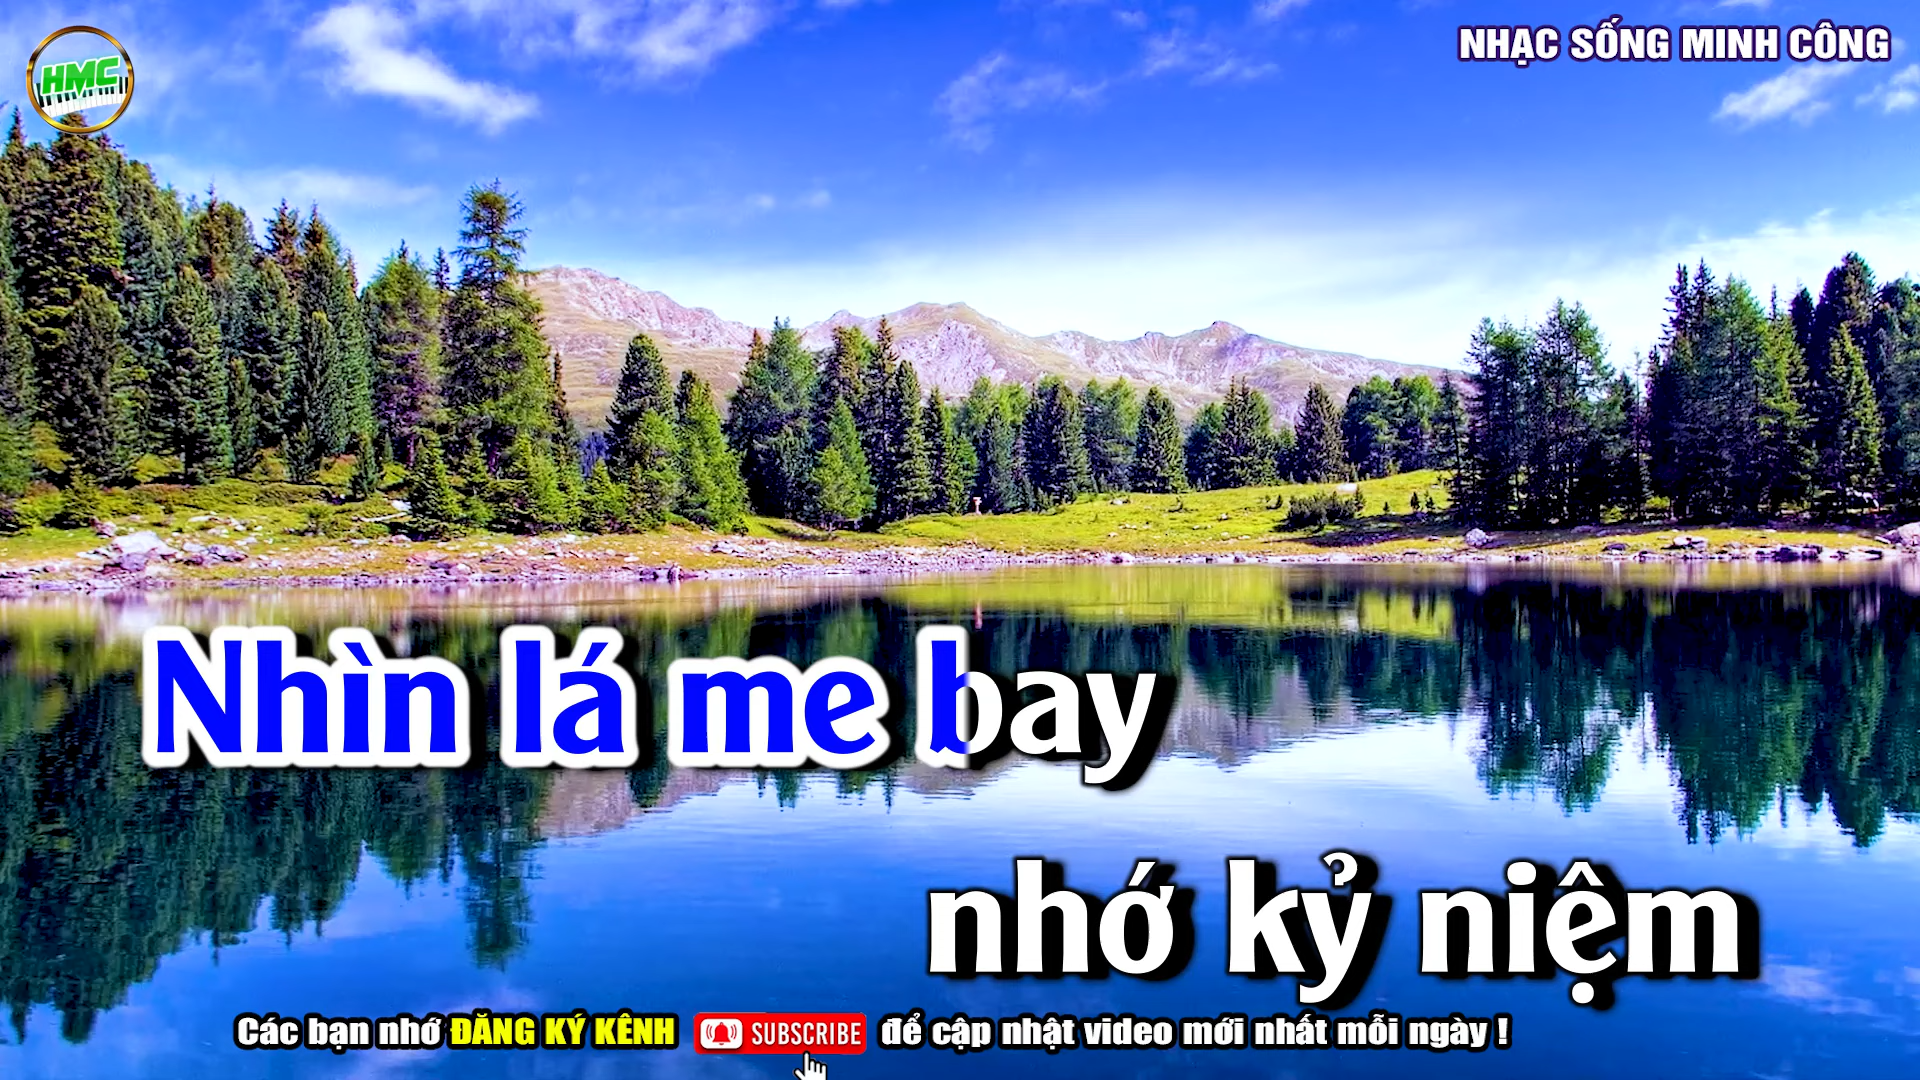 HMC
NHẠC SỐNG MINH CÔNG
Nhìn lá me bay
nhớ kỷ niệm
Các bạn nhớ ĐĂNG KÝ KÊNH SUBSCRIBE để cập nhật video mới nhất mỗi ngày !